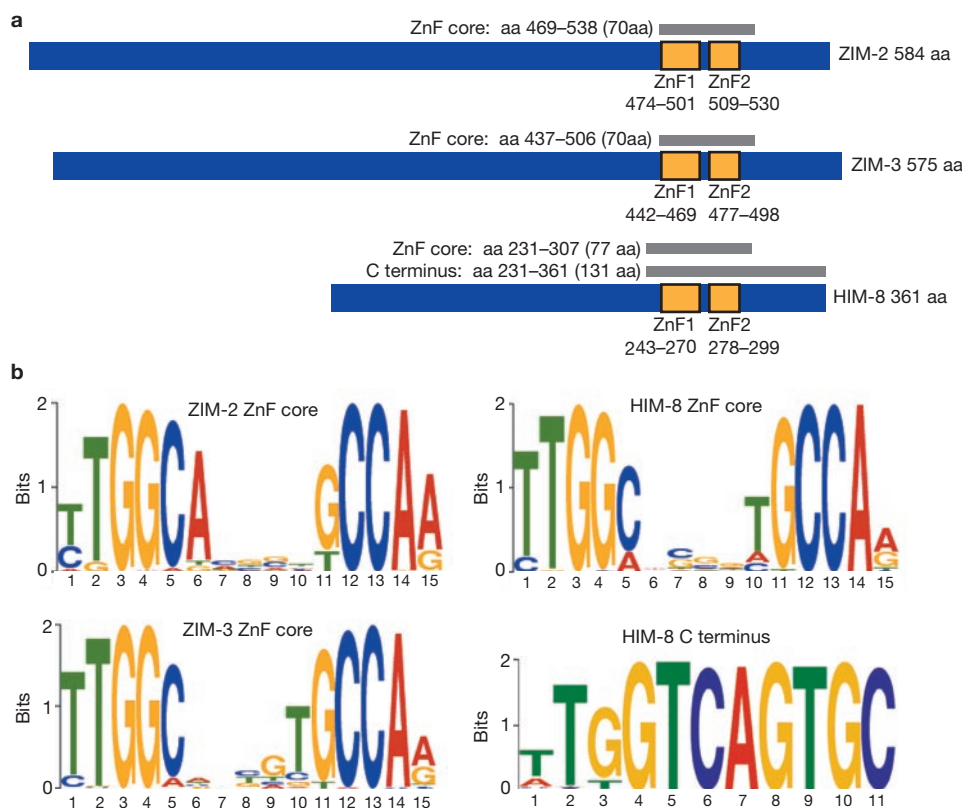 a
ZnF core: aa 469–538 (70aa)
ZIM-2 584 aa
ZnF1 ZnF2
474–501 509–530
ZnF core: aa 437–506 (70aa)
ZIM-3 575 aa
ZnF1 ZnF2
442–469 477–498
ZnF core: aa 231–307 (77 aa)
C terminus: aa 231–361 (131 aa)
HIM-8 361 aa
ZnF1 ZnF2
243–270 278–299
b
ZIM-2 ZnF core
2
1
0
Bits
T T G G C A G C C A A
C G T G
1 2 3 4 5 6 7 8 9 10 11 12 13 14 15
HIM-8 ZnF core
2
1
0
Bits
T T G G C C G T G C C A A
C A G A G
C
1 2 3 4 5 6 7 8 9 10 11 12 13 14 15
ZIM-3 ZnF core
2
1
0
Bits
T T G G C A C G T G C C A A
C A T C G
1 2 3 4 5 6 7 8 9 10 11 12 13 14 15
HIM-8 C terminus
2
1
0
Bits
T T G G T C A G T G C
A T
1 2 3 4 5 6 7 8 9 10 11